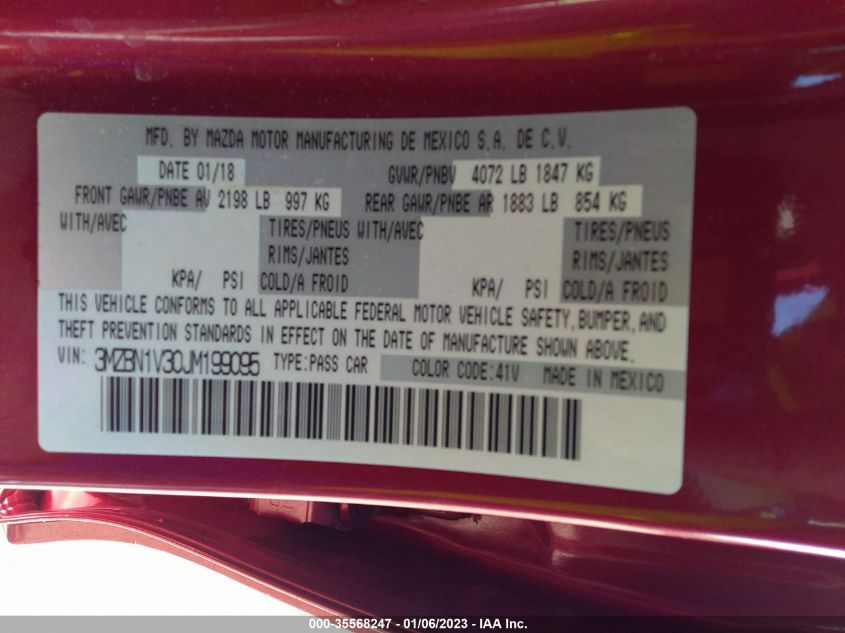 MFD. BY MAZDA MOTOR MANUFACTURING DE MEXICO S.A. DE C.V.
DATE 01/18 GVWR/PNBV 4072 LB 1847 KG
FRONT GAWR/PNBE AV 2198 LB 997 KG REAR GAWR/PNBE AR 1883 LB 854 KG
WITH/AVEC TIRES/PNEUS WITH/AVEC TIRES/PNEUS
RIMS/JANTES RIMS/JANTES
KPA/ PSI COLD/A FROID KPA/ PSI COLD/A FROID
THIS VEHICLE CONFORMS TO ALL APPLICABLE FEDERAL MOTOR VEHICLE SAFETY, BUMPER, AND
THEFT PREVENTION STANDARDS IN EFFECT ON THE DATE OF MANUFACTURE SHOWN ABOVE.
VIN: 3MZBN1V30JM199095 TYPE:PASS CAR COLOR CODE:41V MADE IN MEXICO
000-35568247 - 01/06/2023 - IAA Inc.